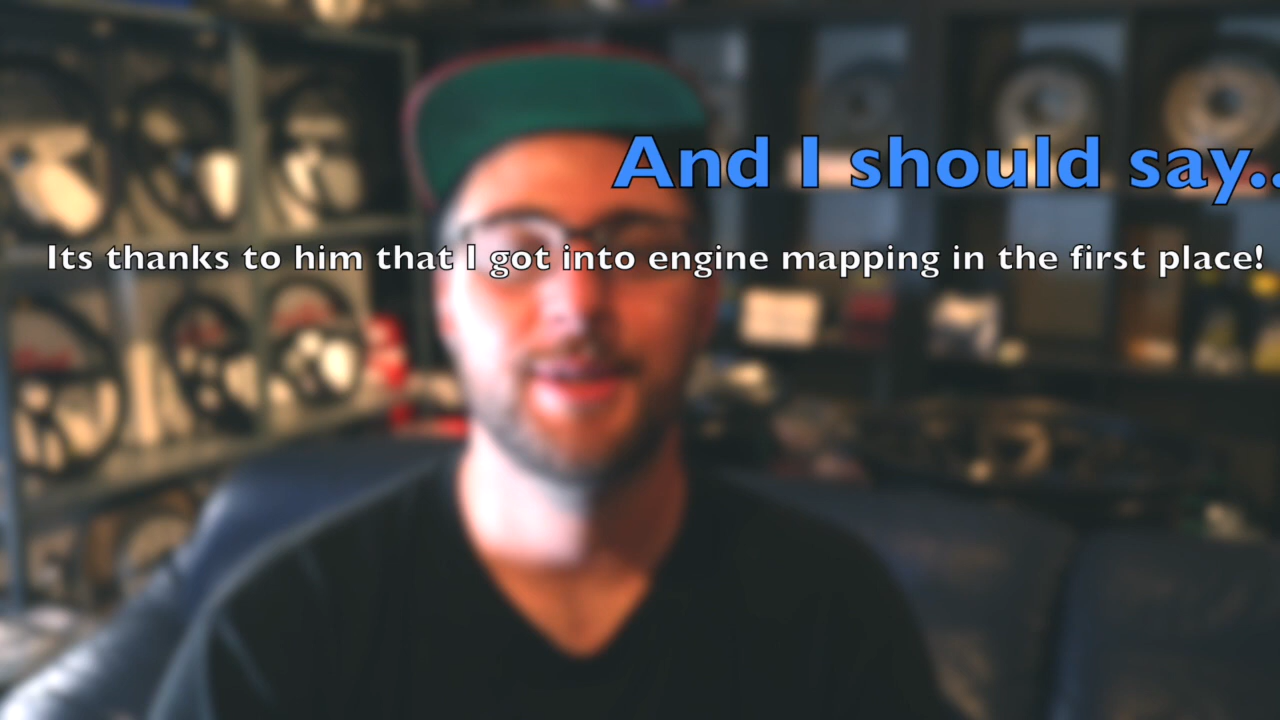 And I should say..
Its thanks to him that I got into engine mapping in the first place!